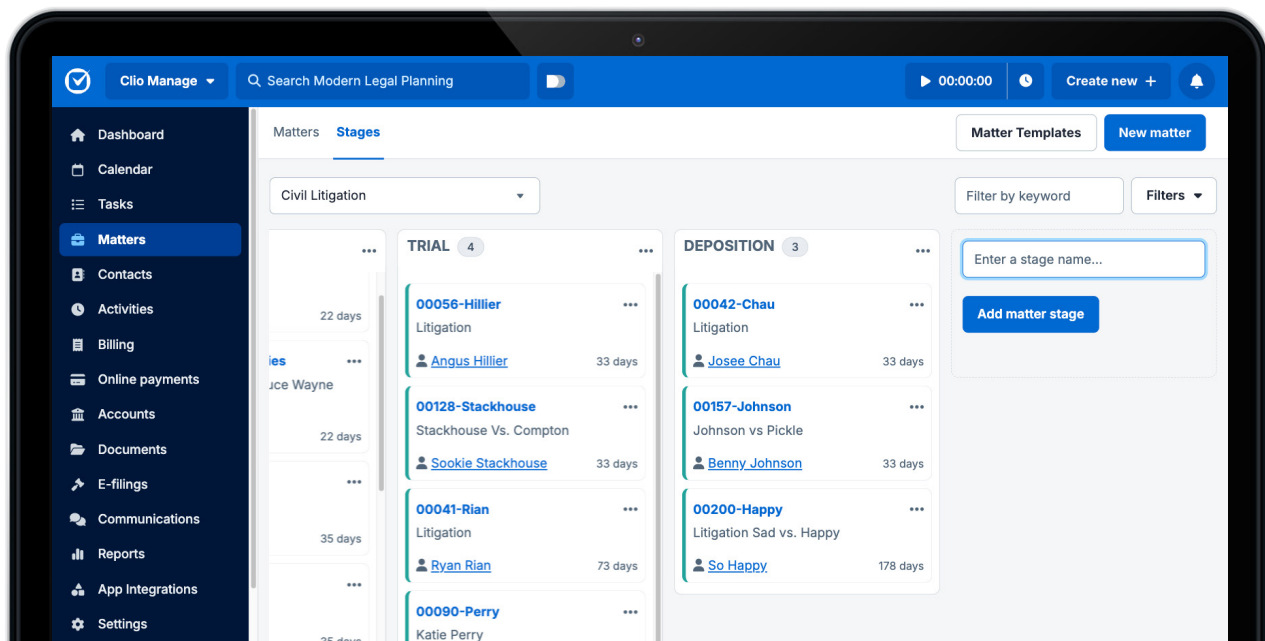 Clio Manage
Search Modern Legal Planning
00:00:00
Create new +
Dashboard
Calendar
Tasks
Matters
Contacts
Activities
Billing
Online payments
Accounts
Documents
E-filings
Communications
Reports
App Integrations
Settings
Matters Stages
Matter Templates
New matter
Civil Litigation
Filter by keyword
Filters
22 days
uce Wayne
22 days
35 days
TRIAL 4
00056-Hillier
Litigation
Angus Hillier 33 days
00128-Stackhouse
Stackhouse Vs. Compton
Sookie Stackhouse 33 days
00041-Rian
Litigation
Ryan Rian 73 days
00090-Perry
Katie Perry
DEPOSITION 3
00042-Chau
Litigation
Josee Chau 33 days
00157-Johnson
Johnson vs Pickle
Benny Johnson 33 days
00200-Happy
Litigation Sad vs. Happy
So Happy 178 days
Enter a stage name...
Add matter stage